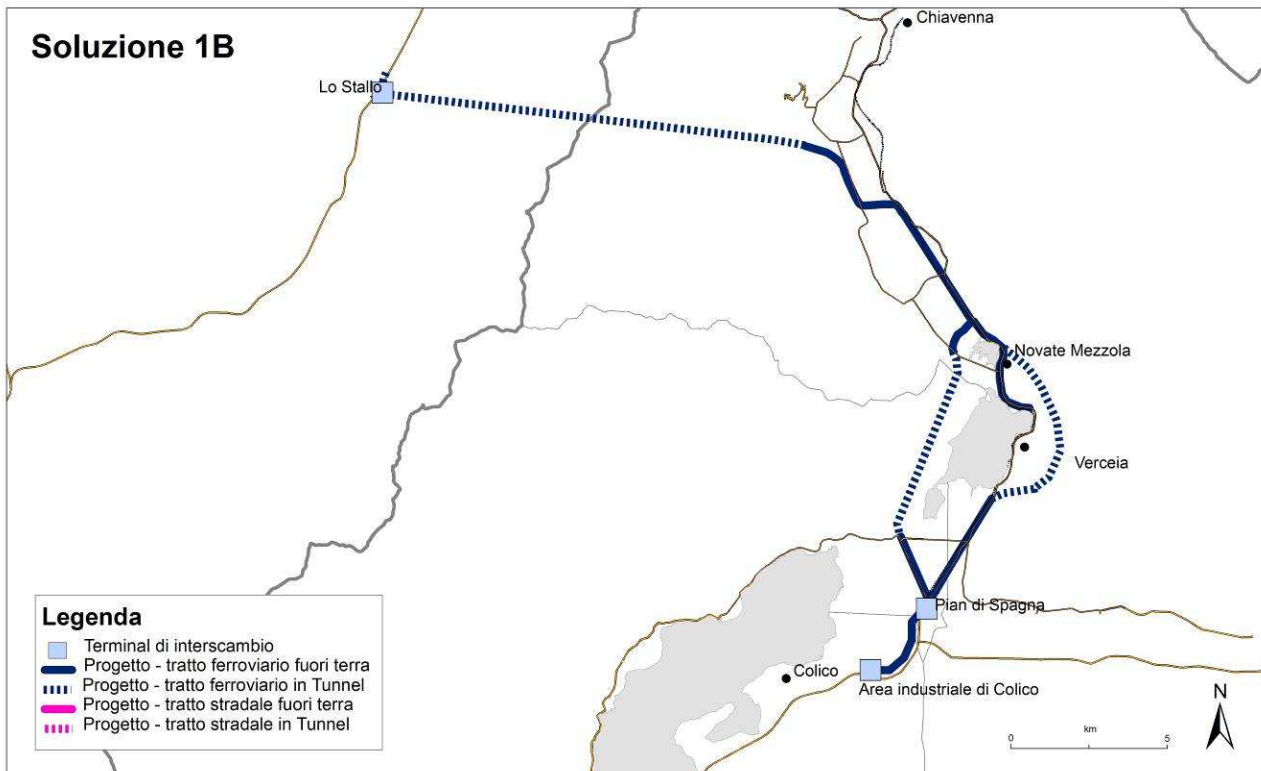 Soluzione 1B
Chiavenna
Lo Stallo
Novate Mezzola
Verceia
Pian di Spagna
Colico
Area industriale di Colico
Legenda
Terminal di interscambio
Progetto - tratto ferroviario fuori terra
Progetto - tratto ferroviario in Tunnel
Progetto - tratto stradale fuori terra
Progetto - tratto stradale in Tunnel
N
km
0 5